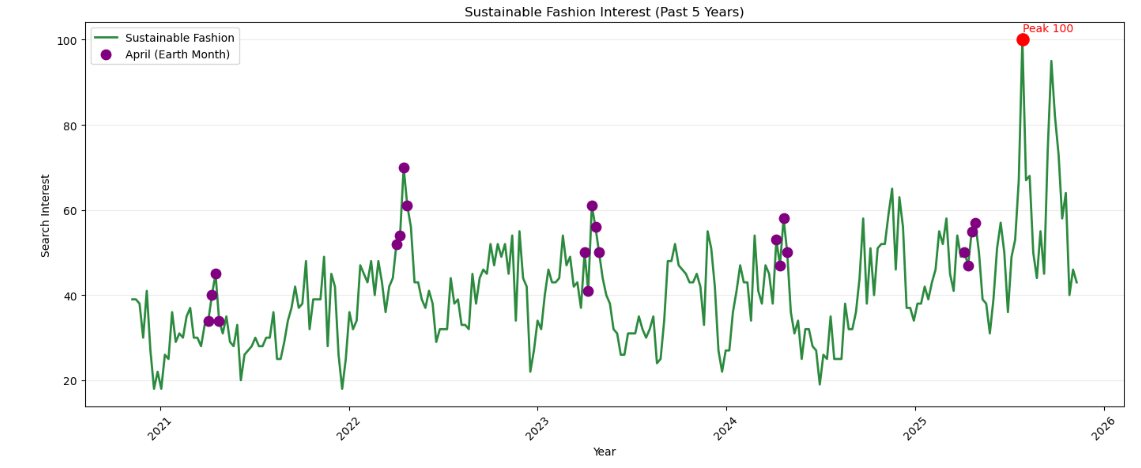 Sustainable Fashion Interest (Past 5 Years)
Sustainable Fashion
April (Earth Month)
Peak 100
Search Interest
100
80
60
40
20
2021
2022
2023
2024
2025
2026
Year